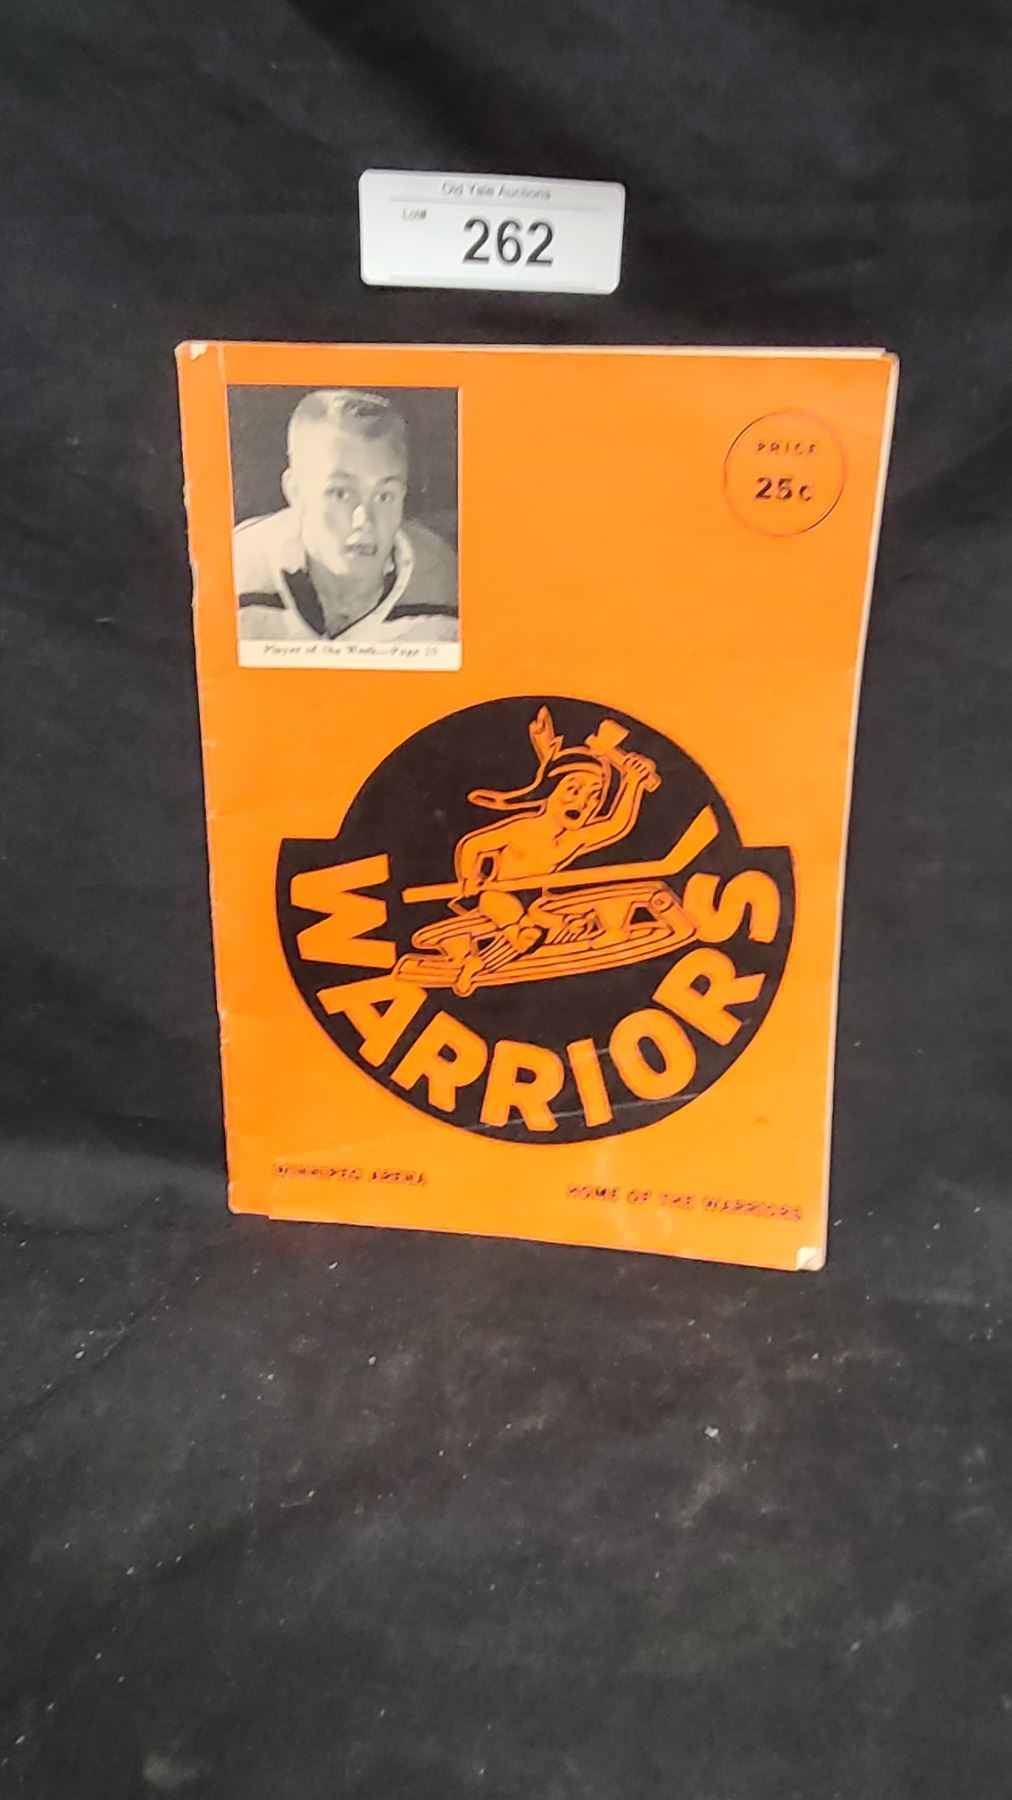 Old Yale Auctions
Lot#
262
PRICE
25c
Player of the Week—Page
WARRIORS
WINNIPEG ARENA
HOME OF THE WARRIORS